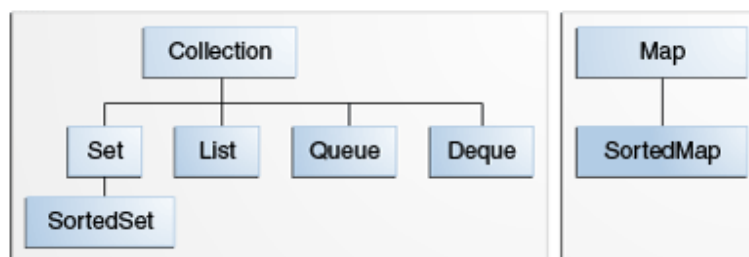 Collection
Map
Set
List
Queue
Deque
SortedMap
SortedSet